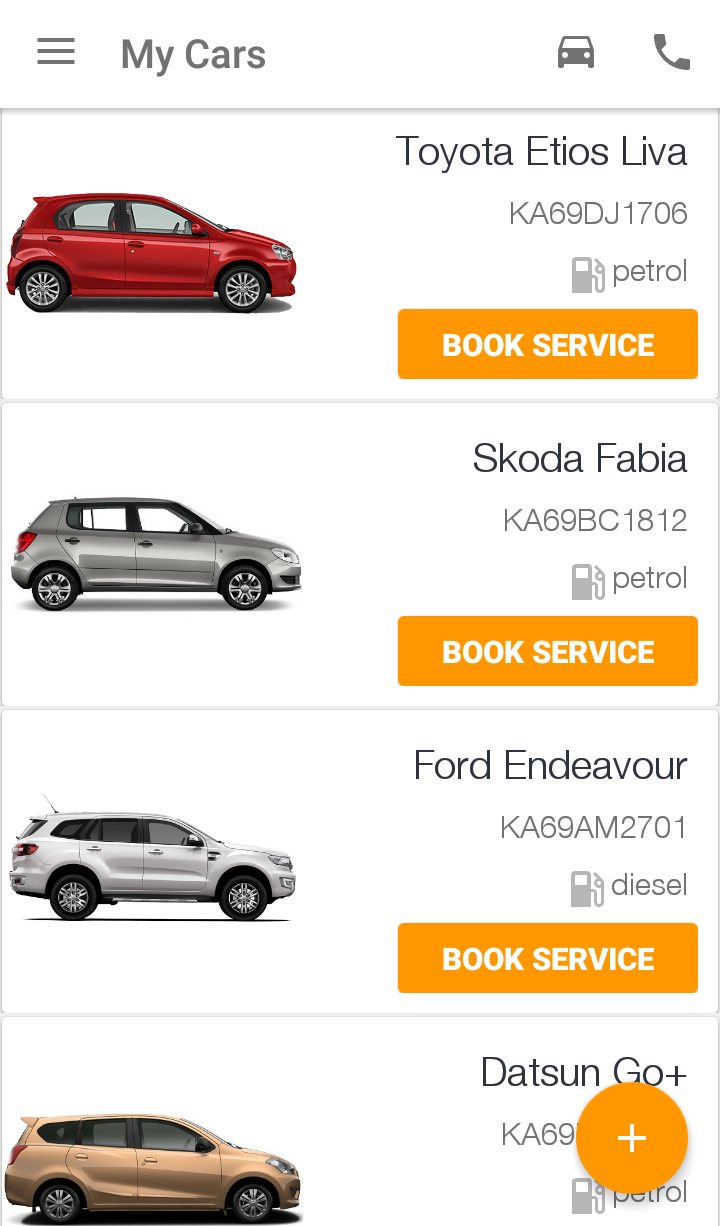 My Cars
Toyota Etios Liva
KA69DJ1706
petrol
BOOK SERVICE
Skoda Fabia
KA69BC1812
petrol
BOOK SERVICE
Ford Endeavour
KA69AM2701
diesel
BOOK SERVICE
Datsun Go+
KA69
petrol